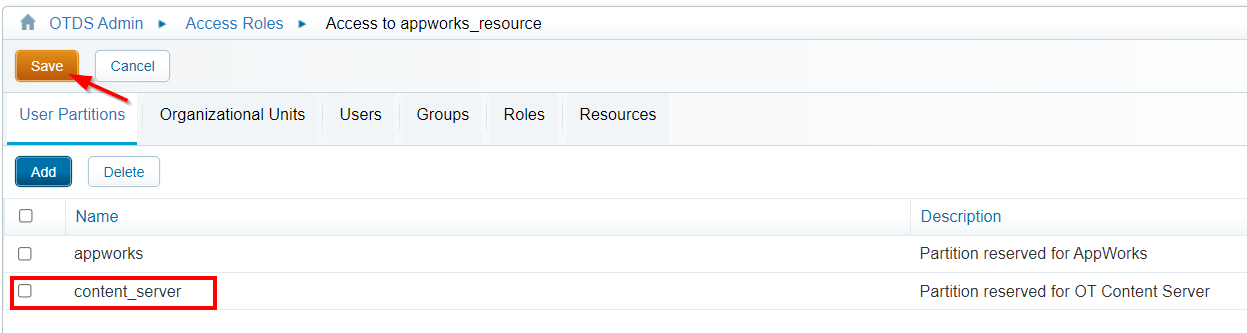 OTDS Admin ▸ Access Roles ▸ Access to appworks_resource
Save Cancel
User Partitions Organizational Units Users Groups Roles Resources
Add Delete
Name Description
appworks Partition reserved for AppWorks
content_server Partition reserved for OT Content Server